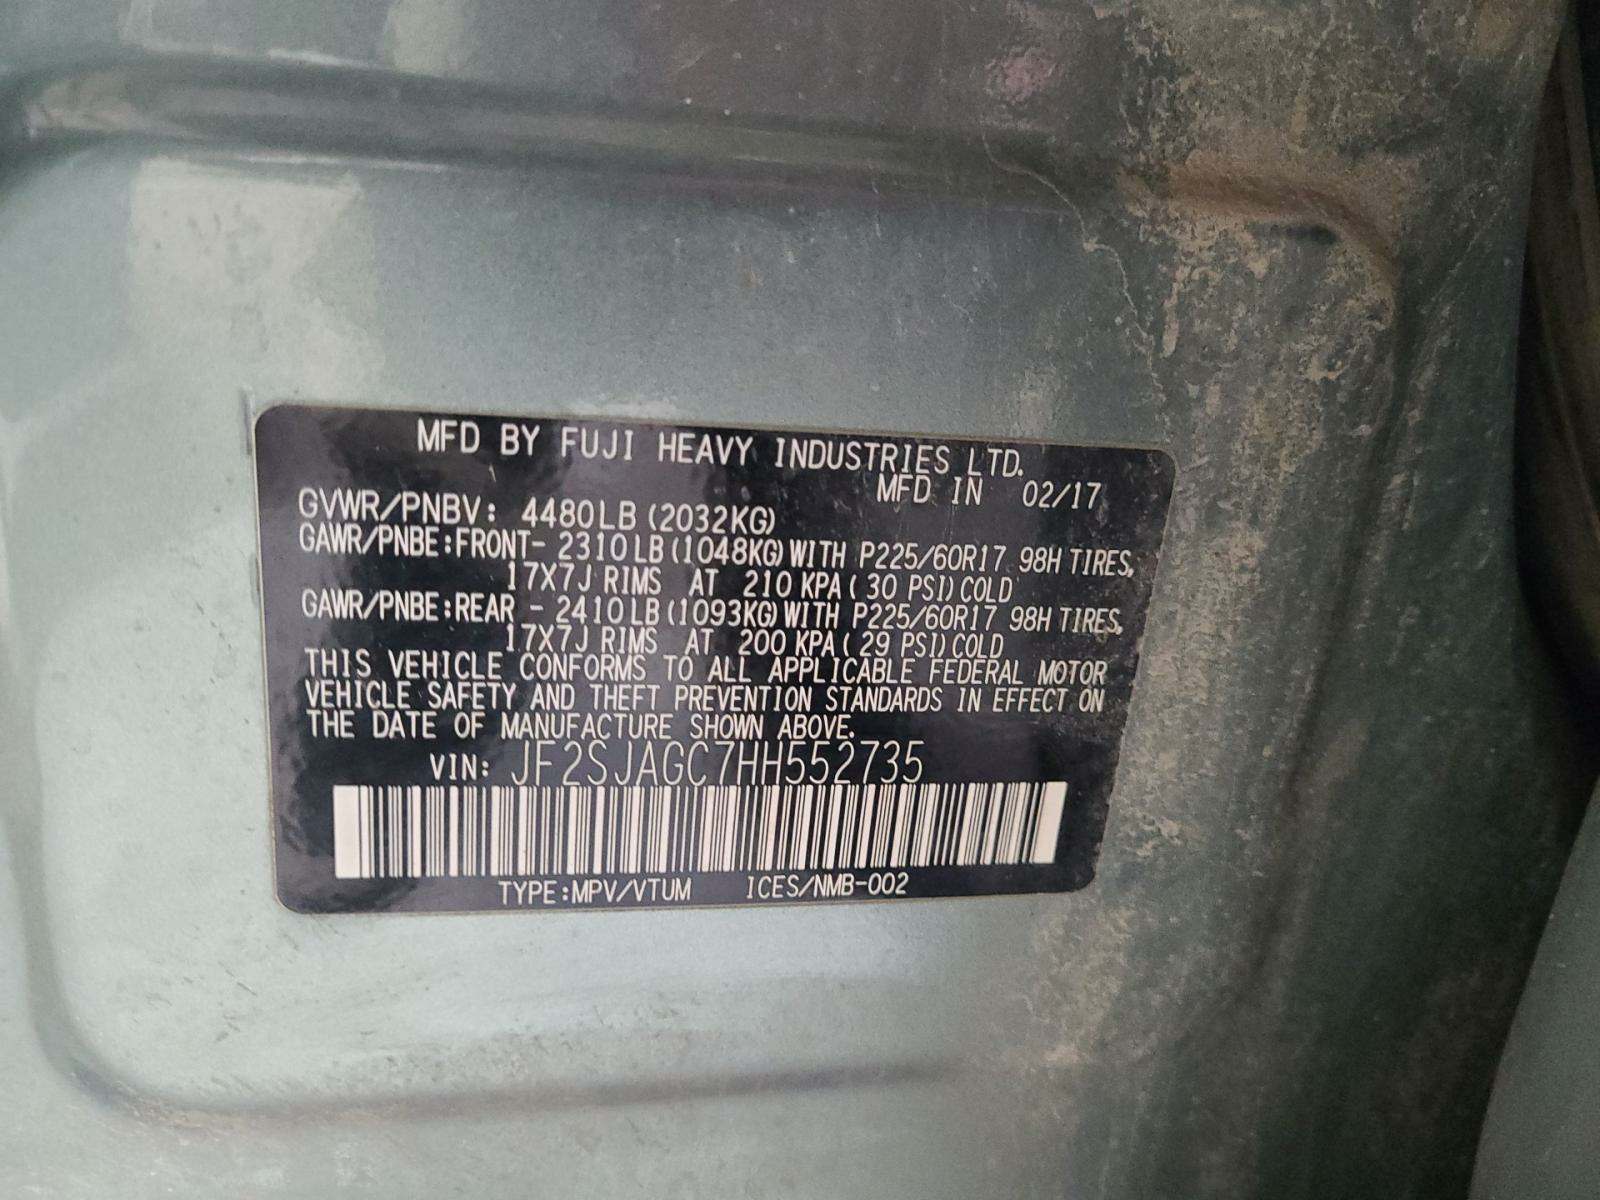 MFD BY FUJI HEAVY INDUSTRIES LTD.
MFD IN 02/17
GVWR/PNBV: 4480LB (2032KG)
GAWR/PNBE:FRONT- 2310LB(1048KG)WITH P225/60R17 98H TIRES,
17X7J RIMS AT 210 KPA( 30 PSI)COLD
GAWR/PNBE:REAR - 2410LB(1093KG)WITH P225/60R17 98H TIRES,
17X7J RIMS AT 200 KPA( 29 PSI)COLD
THIS VEHICLE CONFORMS TO ALL APPLICABLE FEDERAL MOTOR
VEHICLE SAFETY AND THEFT PREVENTION STANDARDS IN EFFECT ON
THE DATE OF MANUFACTURE SHOWN ABOVE.
VIN: JF2SJAGC7HH552735
TYPE:MPV/VTUM ICES/NMB-002